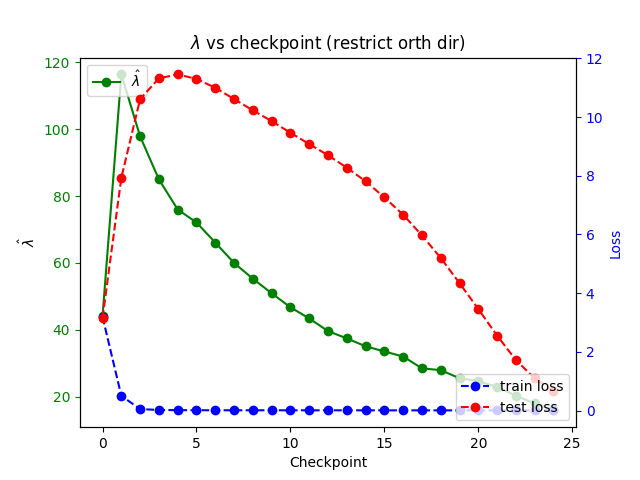 λ vs checkpoint (restrict orth dir)
λ̂
120
100
80
60
40
20
λ̂
12
10
8
6
4
2
0
Loss
train loss
test loss
0
5
10
15
20
25
Checkpoint